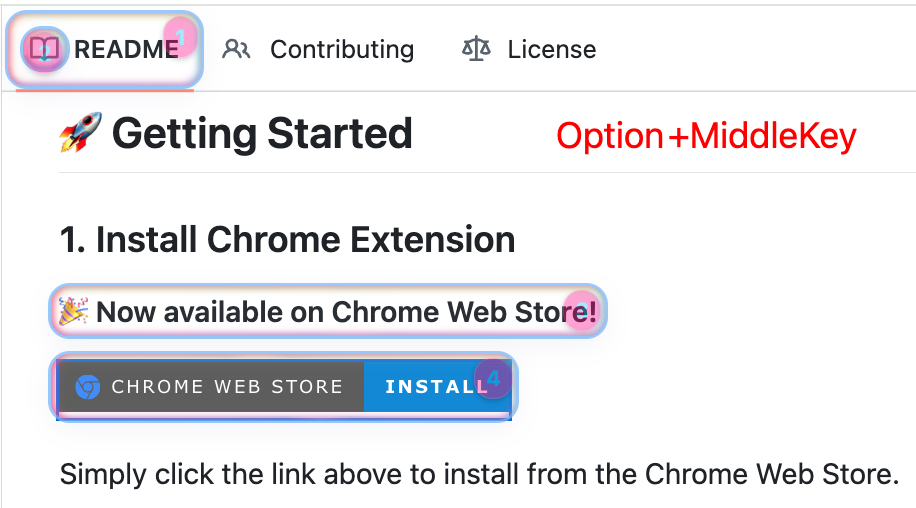 README 1
2
Contributing
License
🚀 Getting Started
Option+MiddleKey
1. Install Chrome Extension
🎉 Now available on Chrome Web Store!
CHROME WEB STORE INSTALL 4
Simply click the link above to install from the Chrome Web Store.